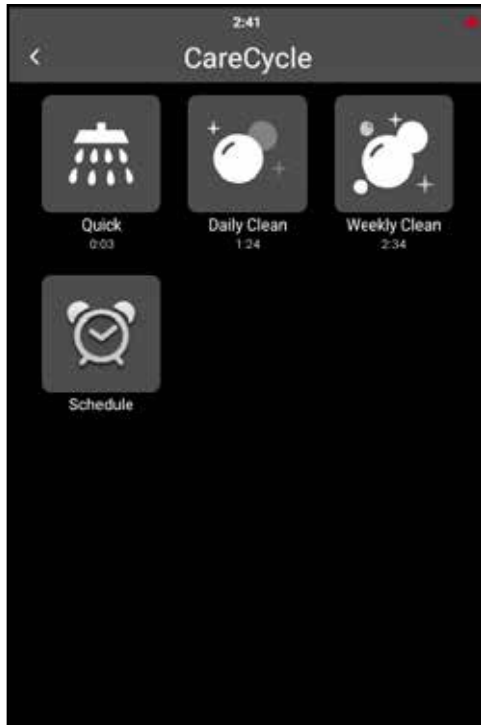 2:41
CareCycle
Quick
0:03
Daily Clean
1:24
Weekly Clean
2:34
Schedule